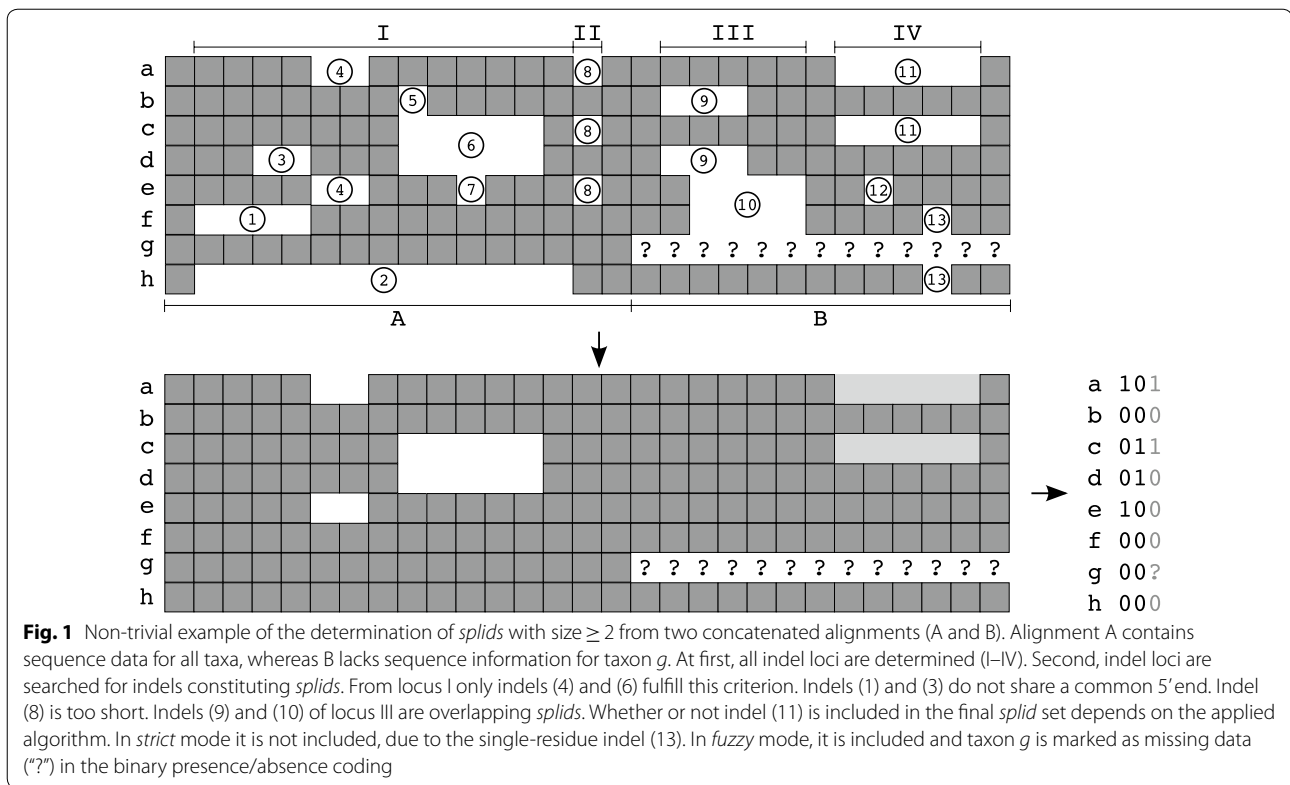 I II III IV
a 4 8 11
b 5 9
c 6 8 11
d 3 9
e 4 7 8 10 12
f 1 13
g ? ? ? ? ? ? ? ? ? ? ? ? ?
h 2 13
A B
a a 101
b b 000
c c 011
d d 010
e e 100
f f 000
g ? ? ? ? ? ? ? ? ? ? ? ? ? g 00?
h h 000
Fig. 1 Non-trivial example of the determination of splids with size ≥ 2 from two concatenated alignments (A and B). Alignment A contains
sequence data for all taxa, whereas B lacks sequence information for taxon g. At first, all indel loci are determined (I–IV). Second, indel loci are
searched for indels constituting splids. From locus I only indels (4) and (6) fulfill this criterion. Indels (1) and (3) do not share a common 5′ end. Indel
(8) is too short. Indels (9) and (10) of locus III are overlapping splids. Whether or not indel (11) is included in the final splid set depends on the applied
algorithm. In strict mode it is not included, due to the single-residue indel (13). In fuzzy mode, it is included and taxon g is marked as missing data
(“?”) in the binary presence/absence coding